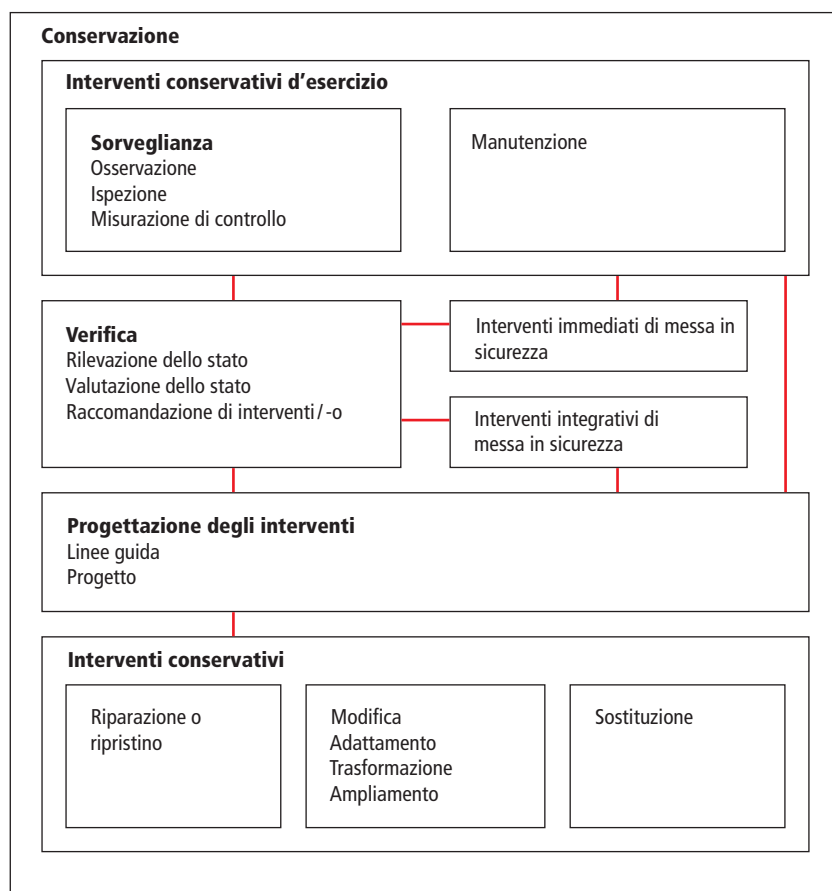 Conservazione
Interventi conservativi d'esercizio
Sorveglianza
Osservazione
Ispezione
Misurazione di controllo
Manutenzione
Verifica
Rilevazione dello stato
Valutazione dello stato
Raccomandazione di interventi/-o
Interventi immediati di messa in
sicurezza
Interventi integrativi di
messa in sicurezza
Progettazione degli interventi
Linee guida
Progetto
Interventi conservativi
Riparazione o
ripristino
Modifica
Adattamento
Trasformazione
Ampliamento
Sostituzione